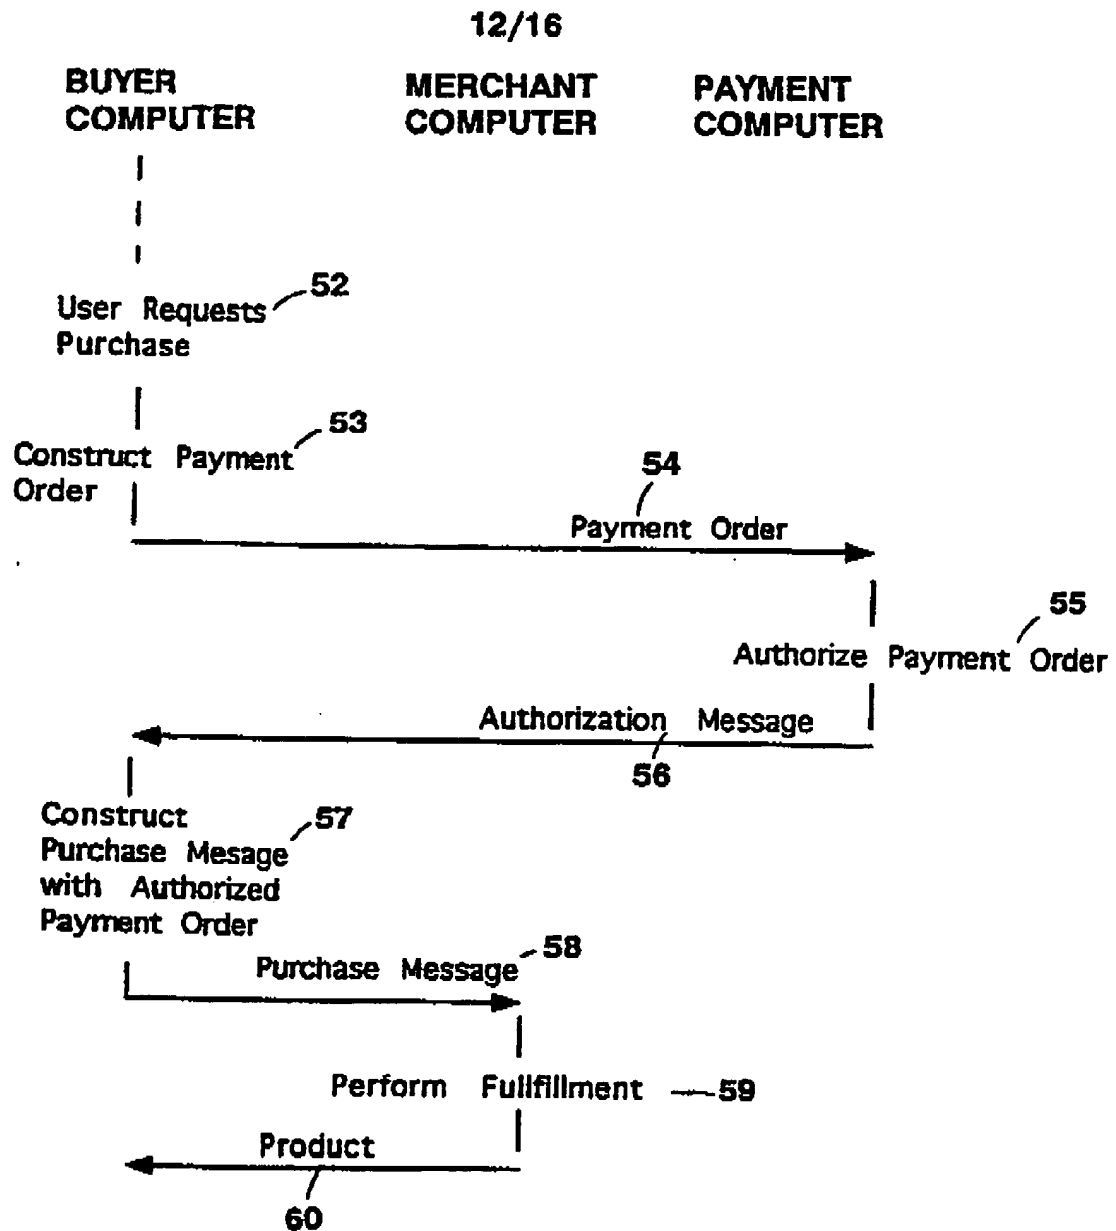 12/16
BUYER
COMPUTER
MERCHANT
COMPUTER
PAYMENT
COMPUTER
52
User Requests
Purchase
53
Construct Payment
Order
54
Payment Order
55
Authorize Payment Order
Authorization Message
56
Construct
Purchase Mesage
with Authorized
Payment Order
57
58
Purchase Message
Perform Fullfillment
59
Product
60